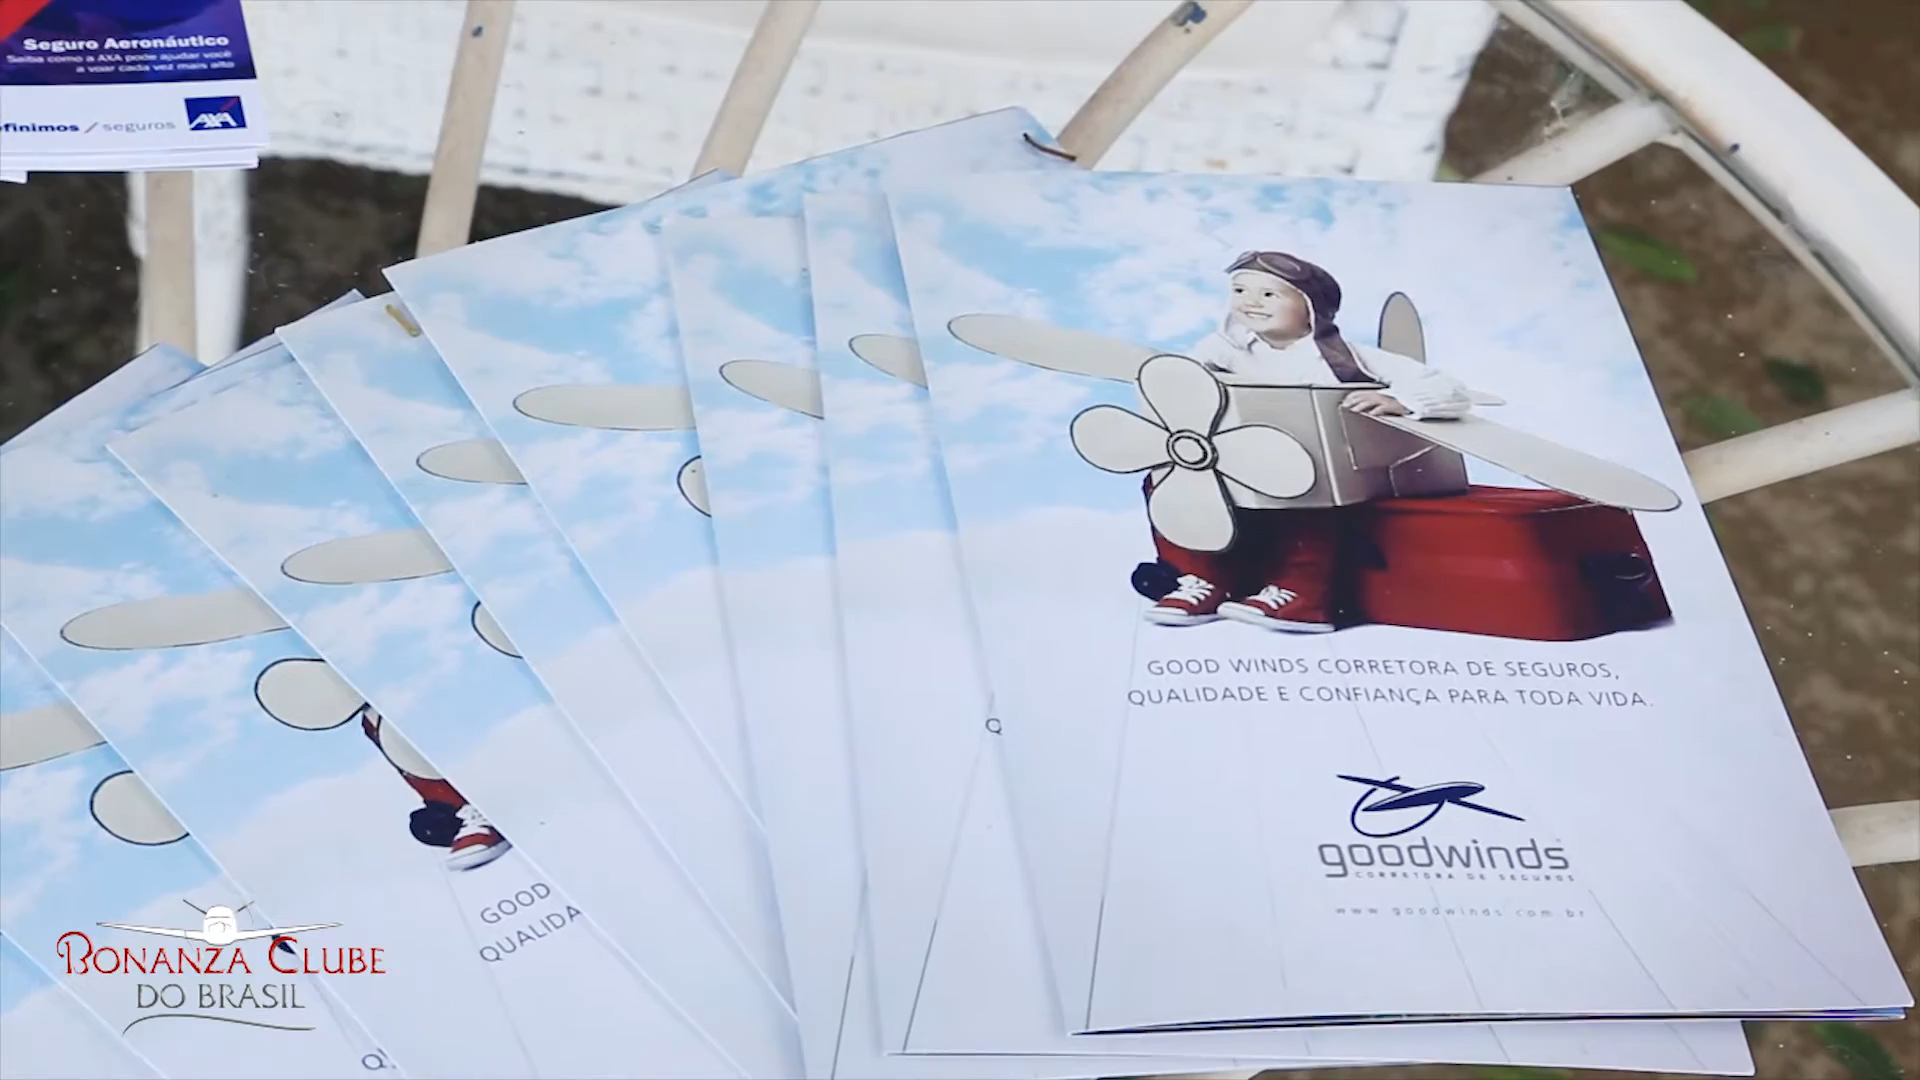 Seguro Aeronáutico
Saiba como a AXA pode ajudar você
a voar cada vez mais alto
efinimos / seguros
AXA
GOOD WINDS CORRETORA DE SEGUROS,
QUALIDADE E CONFIANÇA PARA TODA VIDA.
Q
goodwinds
CORRETORA DE SEGUROS
www.goodwinds.com.br
GOOD
QUALIDA
BONANZA CLUBE
DO BRASIL
Q